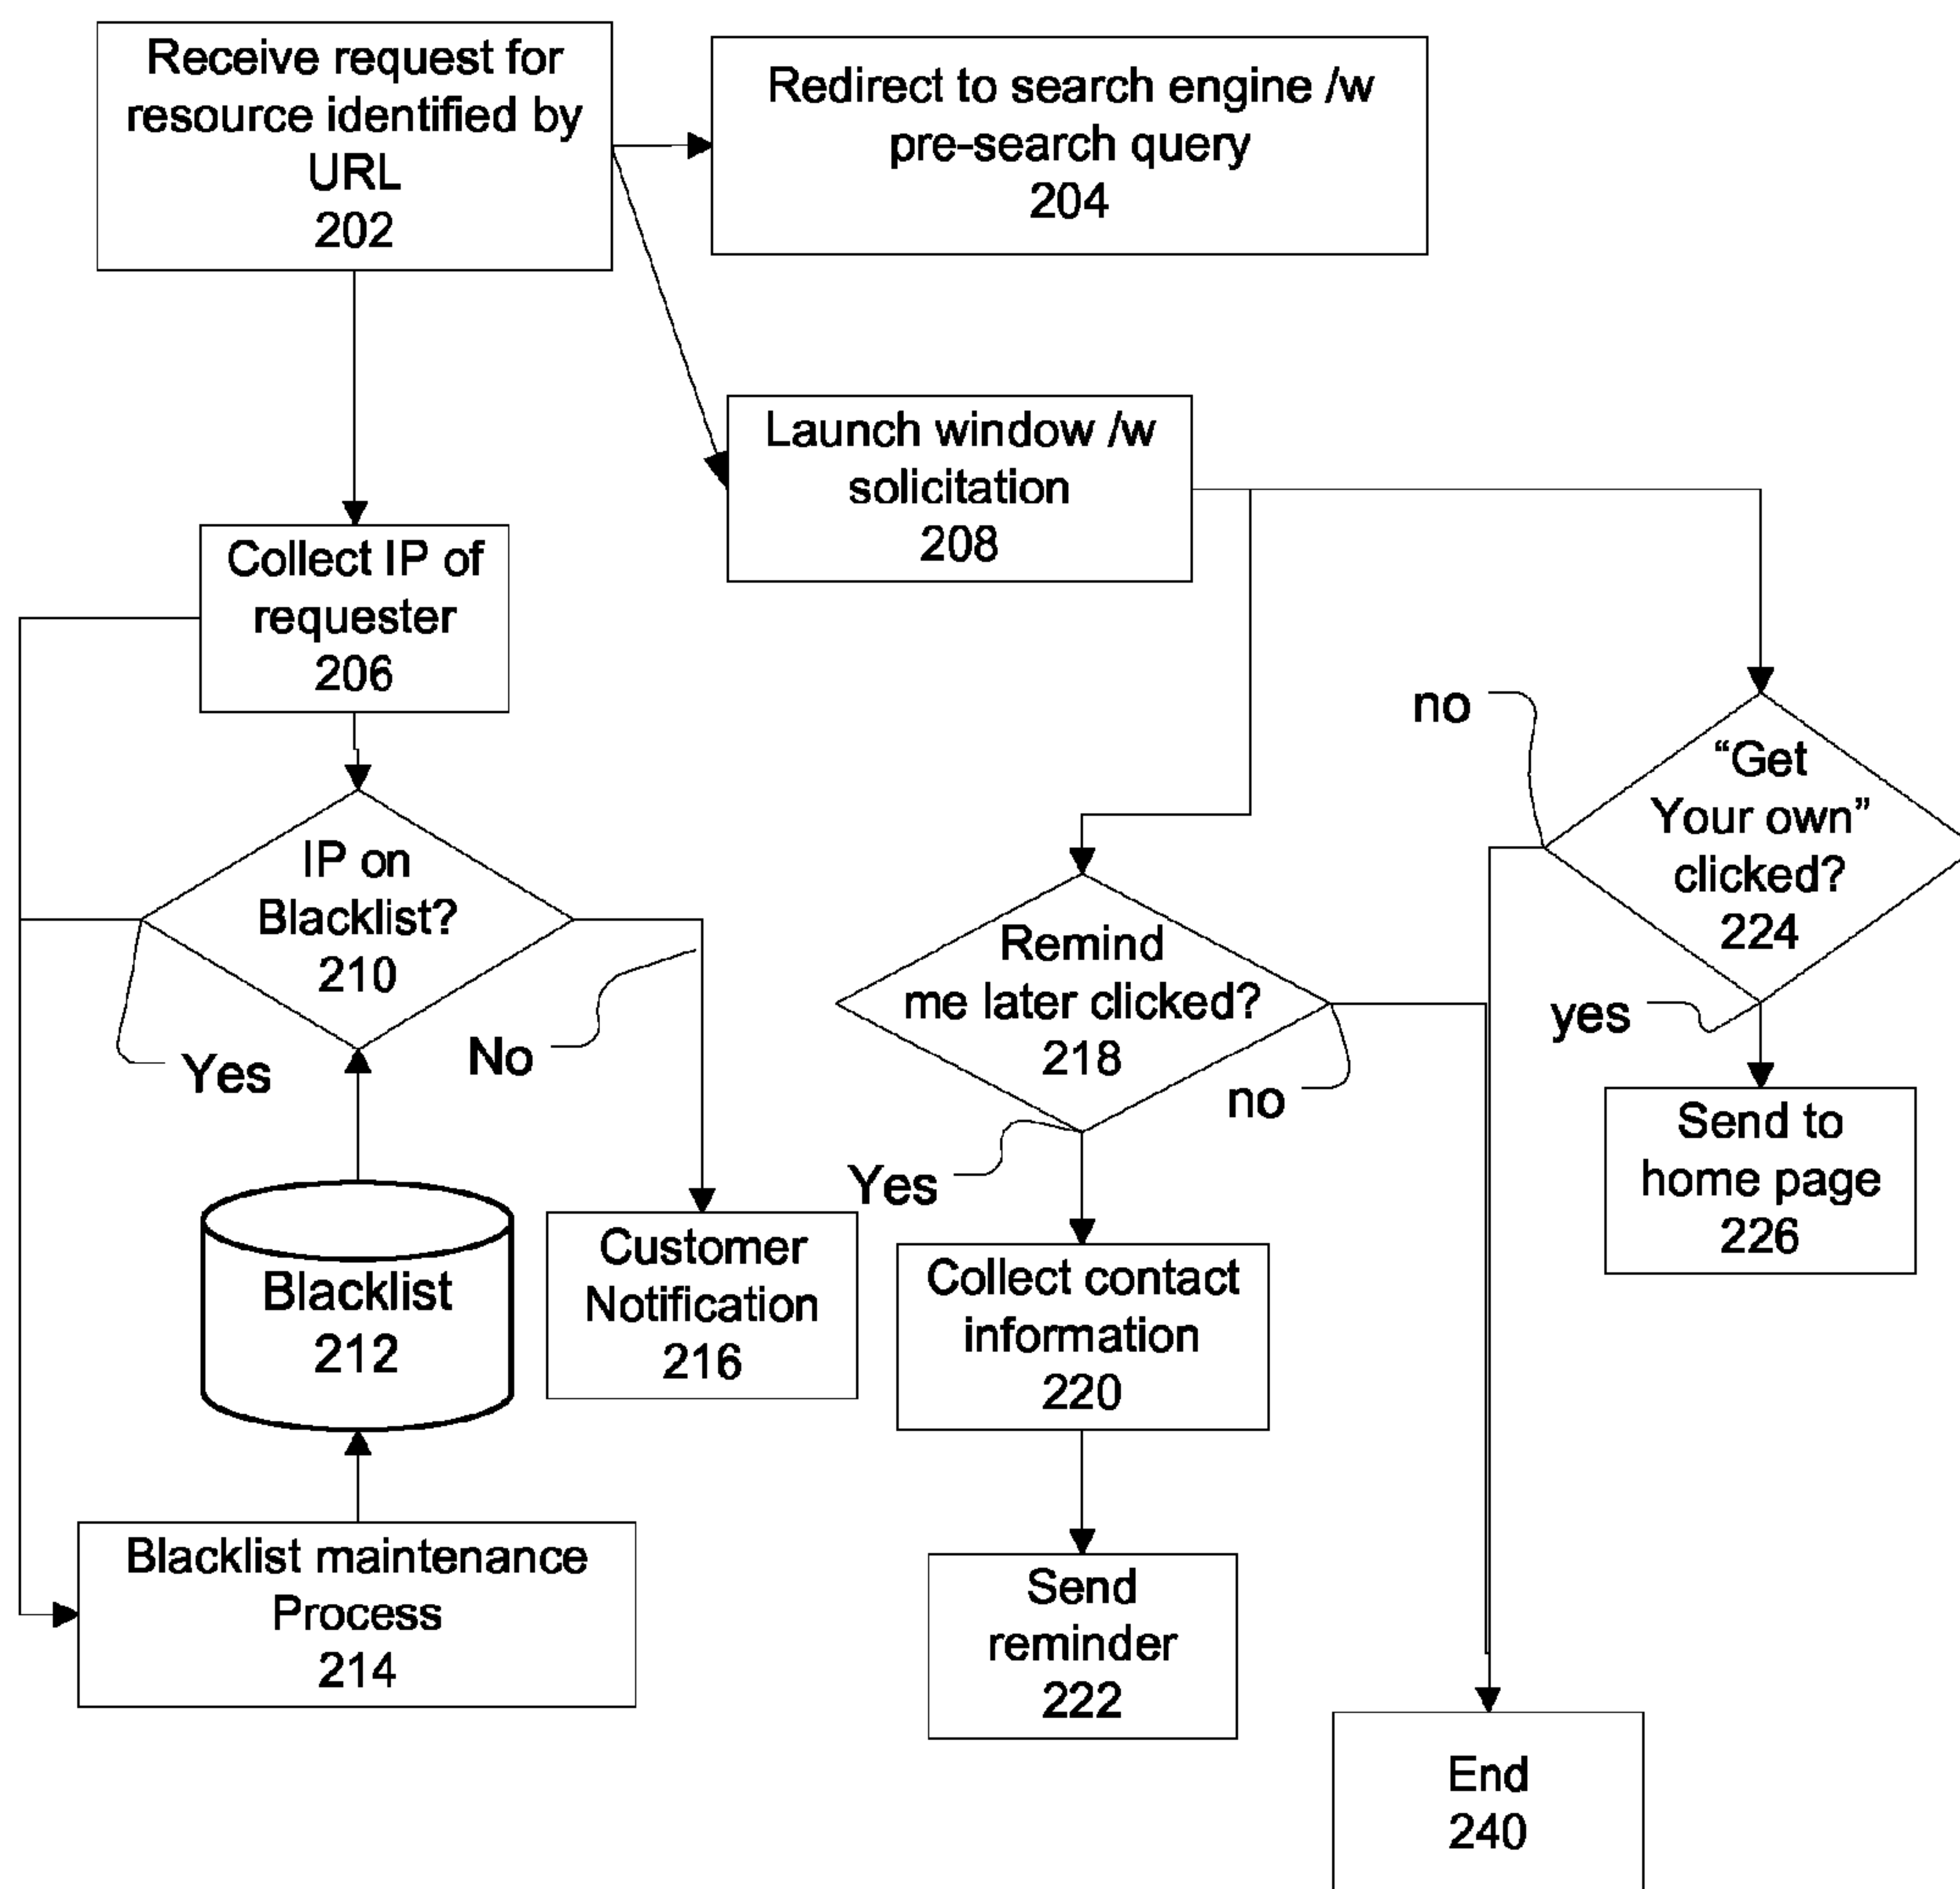 Receive request for
resource identified by
URL
202
Redirect to search engine /w
pre-search query
204
Launch window /w
solicitation
208
Collect IP of
requester
206
no
“Get
Your own”
clicked?
224
IP on
Blacklist?
210
Remind
me later clicked?
218
yes
Yes
No
no
Send to
home page
226
Yes
Blacklist
212
Customer
Notification
216
Collect contact
information
220
Blacklist maintenance
Process
214
Send
reminder
222
End
240